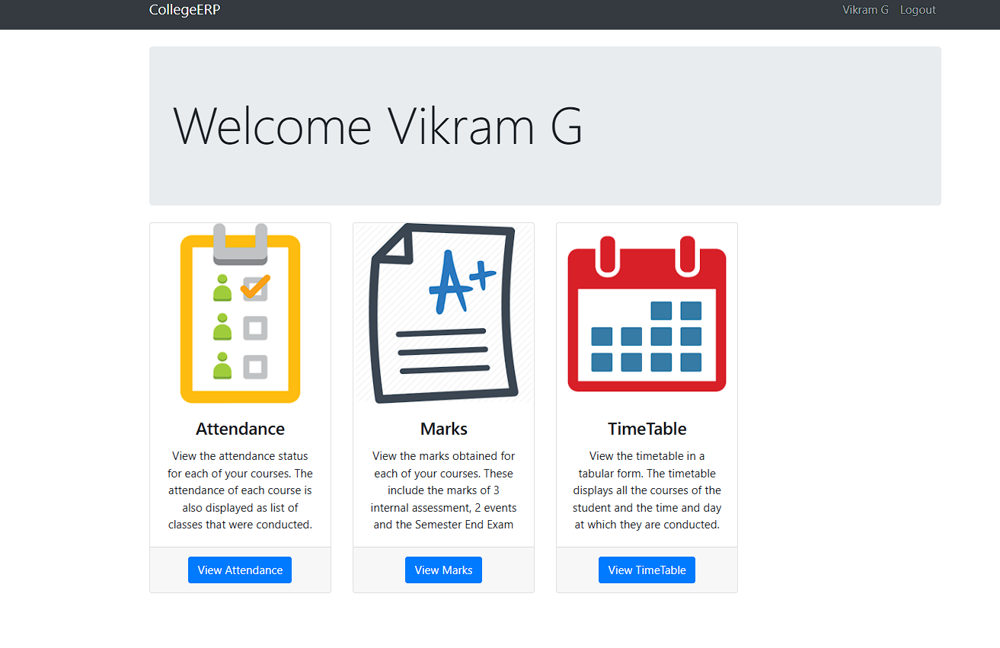 CollegeERP
Vikram G
Logout
Welcome Vikram G
A+
Attendance
View the attendance status
for each of your courses. The
attendance of each course is
also displayed as list of
classes that were conducted.
View Attendance
Marks
View the marks obtained for
each of your courses. These
include the marks of 3
internal assessment, 2 events
and the Semester End Exam
View Marks
TimeTable
View the timetable in a
tabular form. The timetable
displays all the courses of the
student and the time and day
at which they are conducted.
View TimeTable